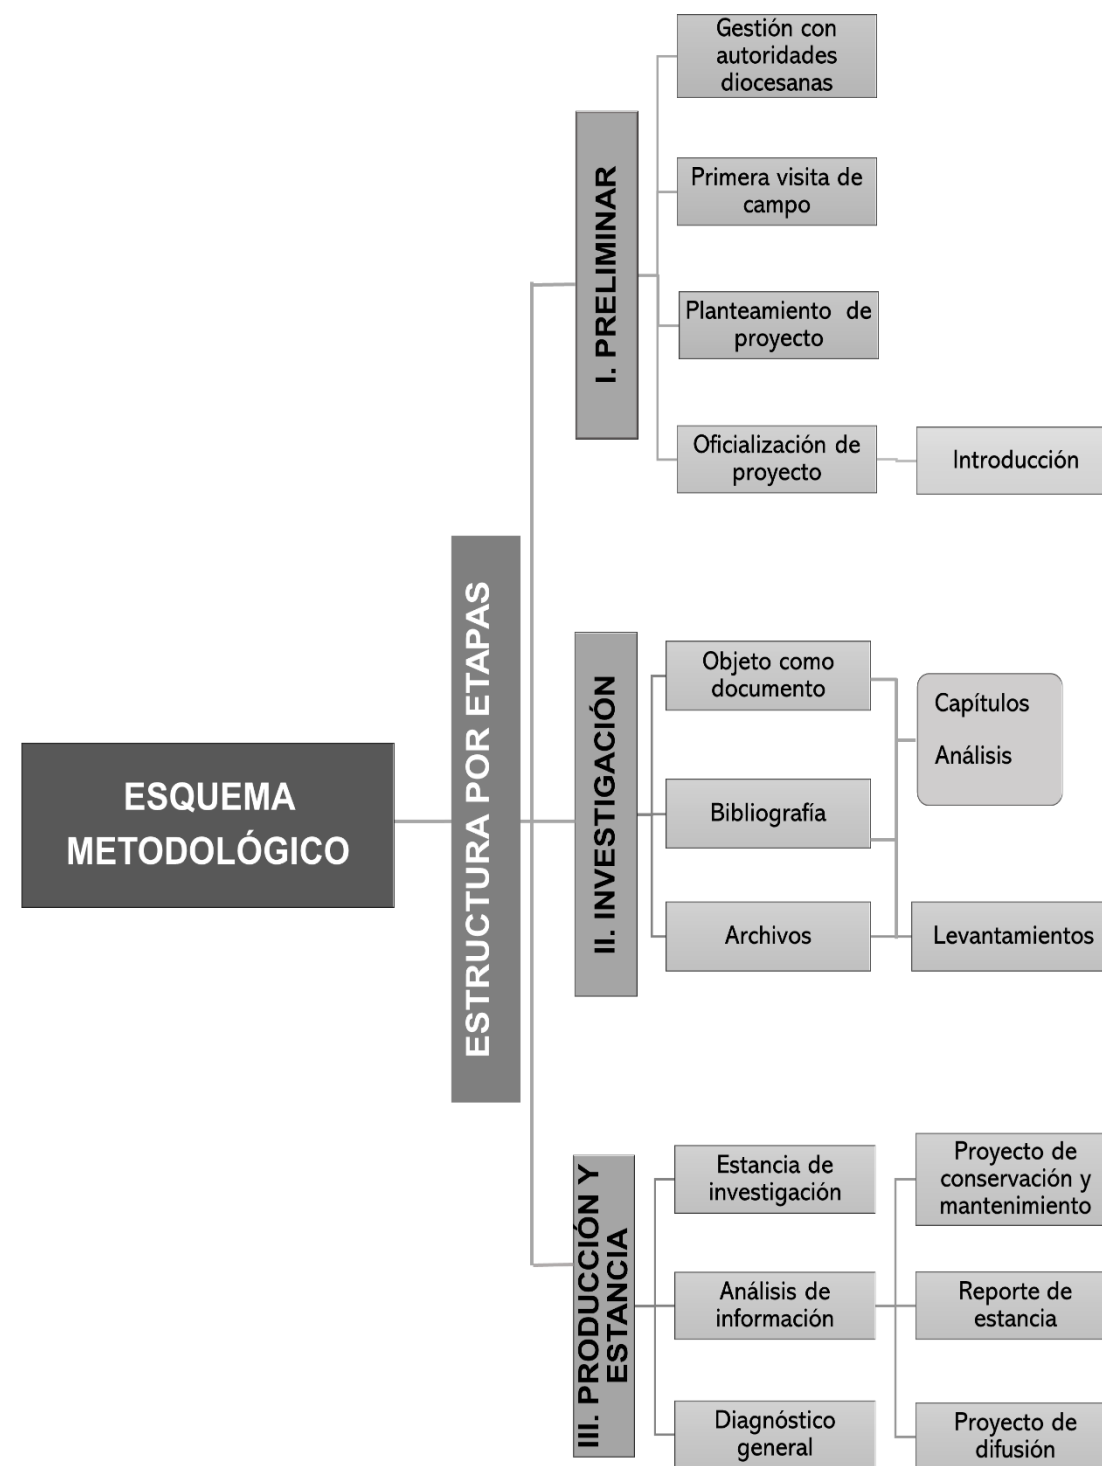 ESQUEMA
METODOLÓGICO
ESTRUCTURA POR ETAPAS
I. PRELIMINAR
Gestión con
autoridades
diocesanas
Primera visita de
campo
Planteamiento de
proyecto
Oficialización de
proyecto
Introducción
II. INVESTIGACIÓN
Objeto como
documento
Bibliografía
Archivos
Capítulos
Análisis
Levantamientos
III. PRODUCCIÓN Y
ESTANCIA
Estancia de
investigación
Análisis de
información
Diagnóstico
general
Proyecto de
conservación y
mantenimiento
Reporte de
estancia
Proyecto de
difusión